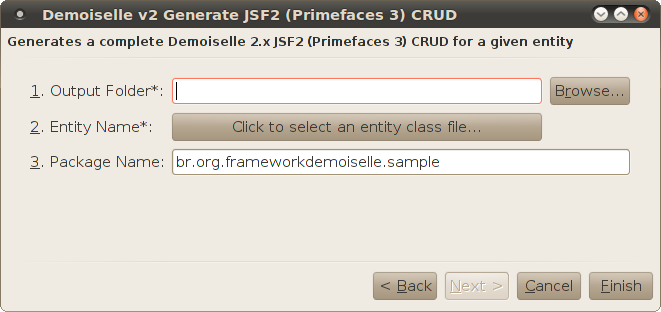 Demoiselle v2 Generate JSF2 (Primefaces 3) CRUD
Generates a complete Demoiselle 2.x JSF2 (Primefaces 3) CRUD for a given entity
1. Output Folder*: Browse...
2. Entity Name*: Click to select an entity class file...
3. Package Name: br.org.frameworkdemoiselle.sample
< Back Next > Cancel Finish